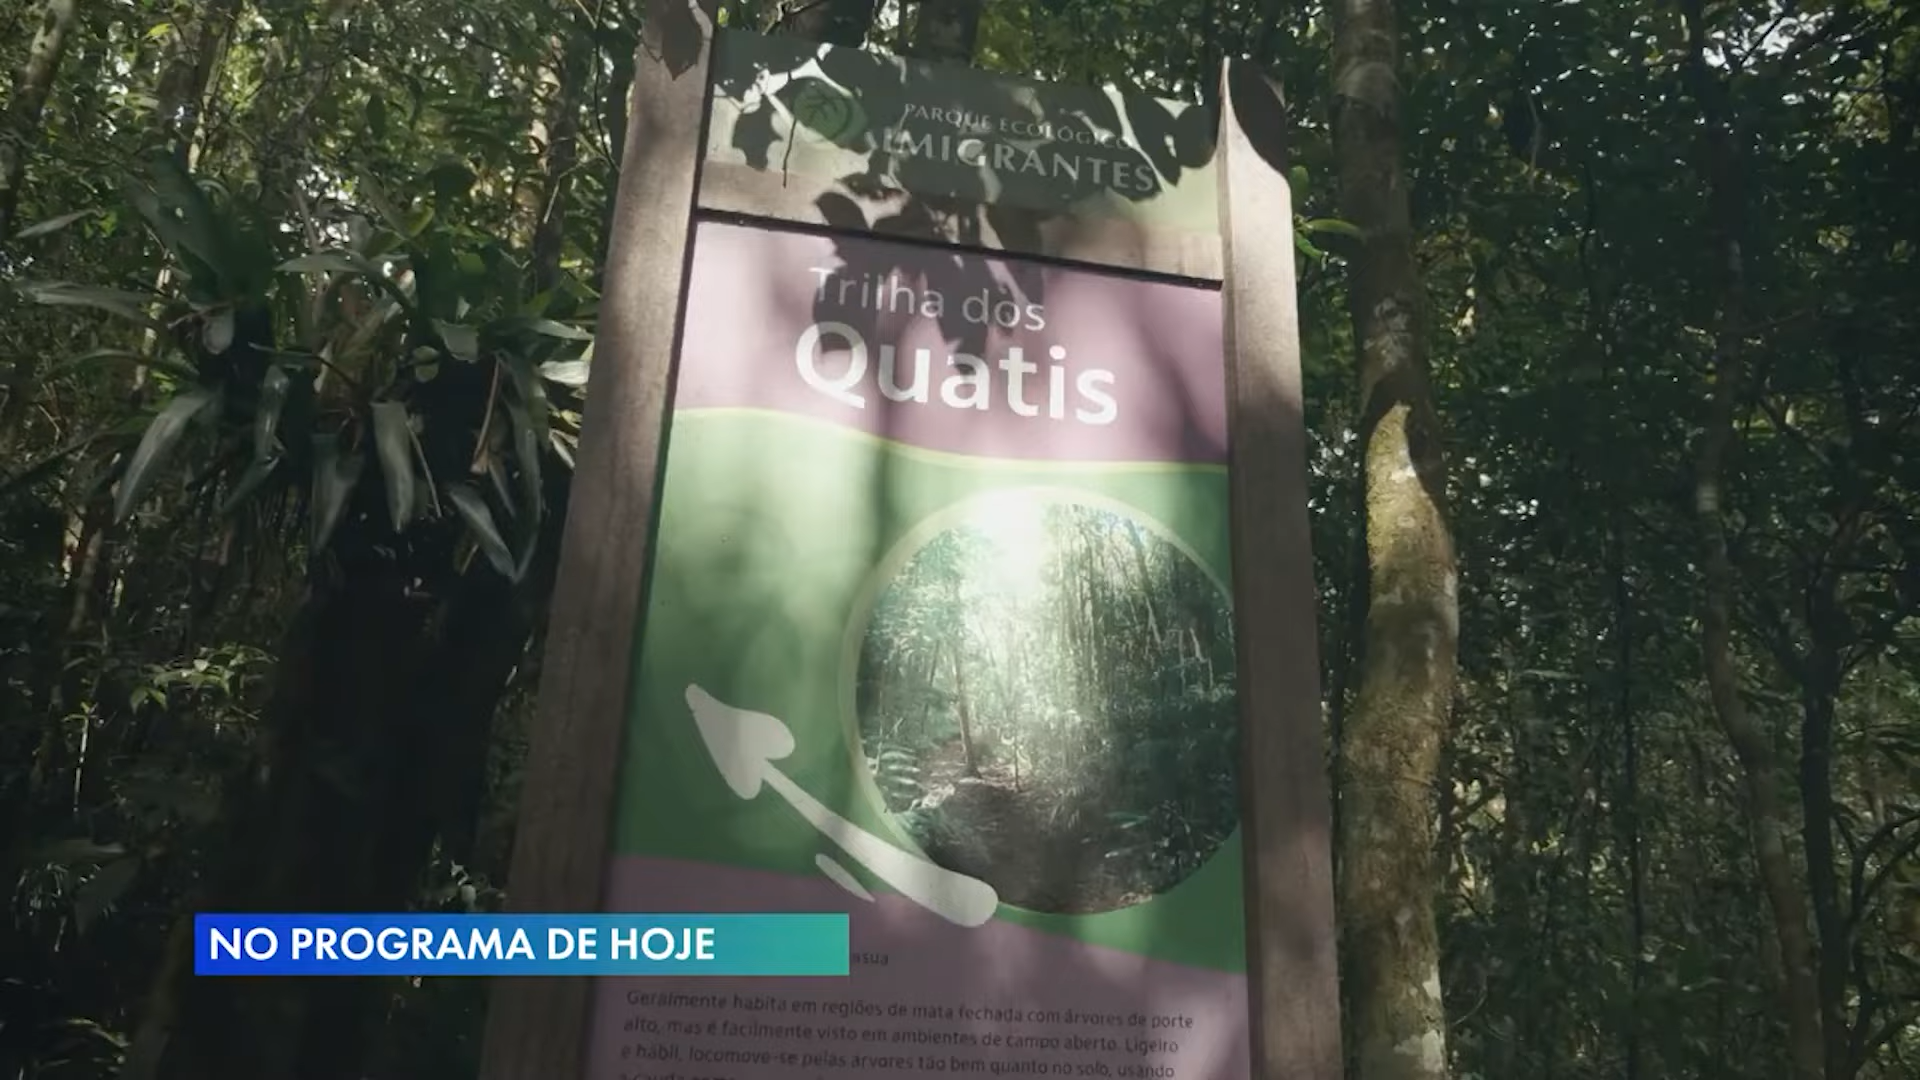 PARQUE ECOLÓGICO
IMIGRANTES
Trilha dos
Quatis
NO PROGRAMA DE HOJE
Geralmente habita em regiões de mata fechada com árvores de porte
alto, mas é facilmente visto em ambientes de campo aberto. Ligeiro
e hábil, locomove-se pelas árvores tão bem quanto no solo, usando
a cauda